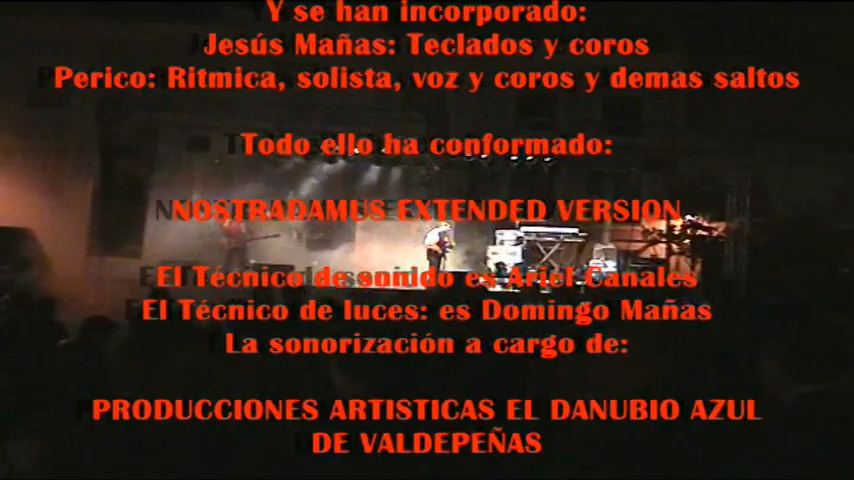 Y se han incorporado:
Jesús Mañas: Teclados y coros
Perico: Ritmica, solista, voz y coros y demas saltos
Todo ello ha conformado:
NOSTRADAMUS EXTENDED VERSION
El Técnico de sonido es Ariel Canales
El Técnico de luces: es Domingo Mañas
La sonorización a cargo de:
PRODUCCIONES ARTISTICAS EL DANUBIO AZUL
DE VALDEPEÑAS